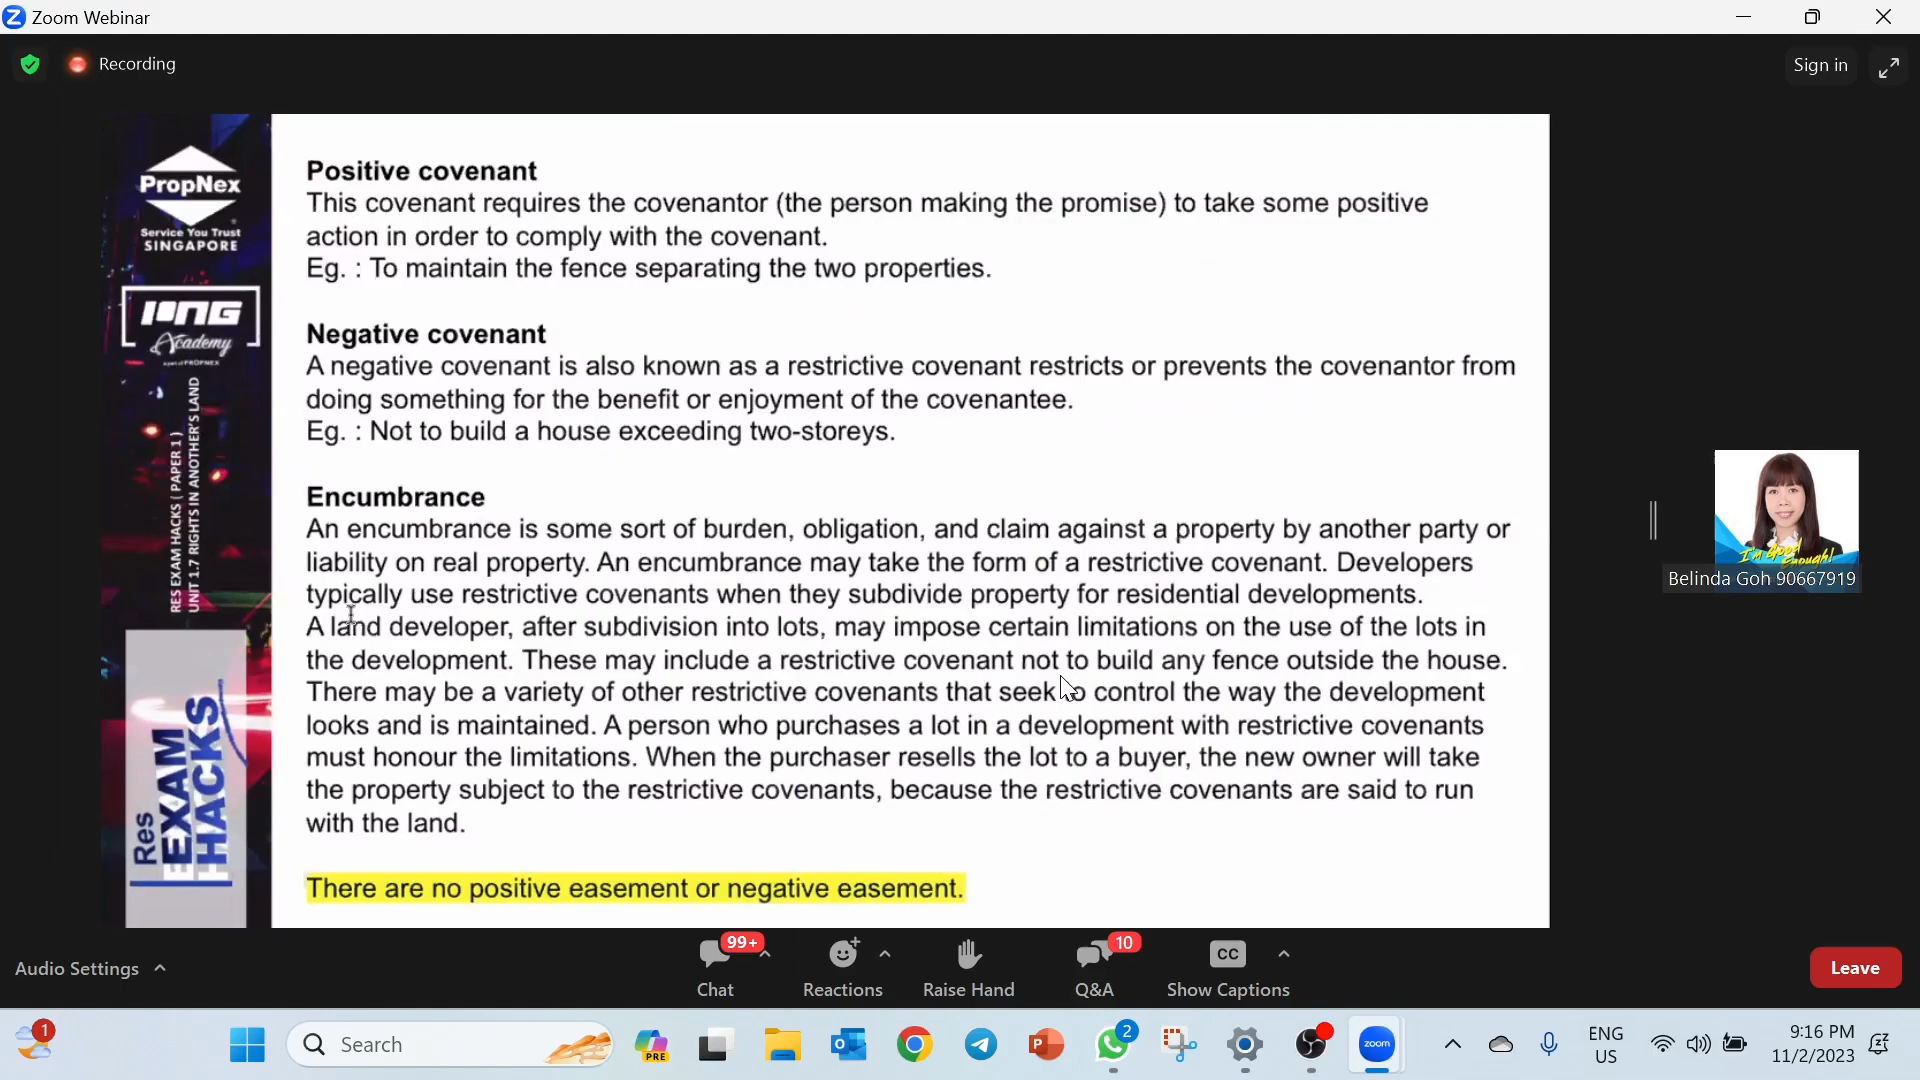 Zoom Webinar
Recording
Sign in
PropNex
Service You Trust
SINGAPORE
PNG
Academy
RES EXAM HACKS ( PAPER 1 )
UNIT 1.7 RIGHTS IN ANOTHER'S LAND
Res
EXAM
HACKS
Positive covenant
This covenant requires the covenantor (the person making the promise) to take some positive
action in order to comply with the covenant.
Eg. : To maintain the fence separating the two properties.
Negative covenant
A negative covenant is also known as a restrictive covenant restricts or prevents the covenantor from
doing something for the benefit or enjoyment of the covenantee.
Eg. : Not to build a house exceeding two-storeys.
Encumbrance
An encumbrance is some sort of burden, obligation, and claim against a property by another party or
liability on real property. An encumbrance may take the form of a restrictive covenant. Developers
typically use restrictive covenants when they subdivide property for residential developments.
A land developer, after subdivision into lots, may impose certain limitations on the use of the lots in
the development. These may include a restrictive covenant not to build any fence outside the house.
There may be a variety of other restrictive covenants that seek to control the way the development
looks and is maintained. A person who purchases a lot in a development with restrictive covenants
must honour the limitations. When the purchaser resells the lot to a buyer, the new owner will take
the property subject to the restrictive covenants, because the restrictive covenants are said to run
with the land.
There are no positive easement or negative easement.
I'm Good
Enough!
Belinda Goh 90667919
Audio Settings
99+
Chat
Reactions
Raise Hand
10
Q&A
CC
Show Captions
Leave
1
Search
PRE
2
zoom
ENG
US
9:16 PM
11/2/2023